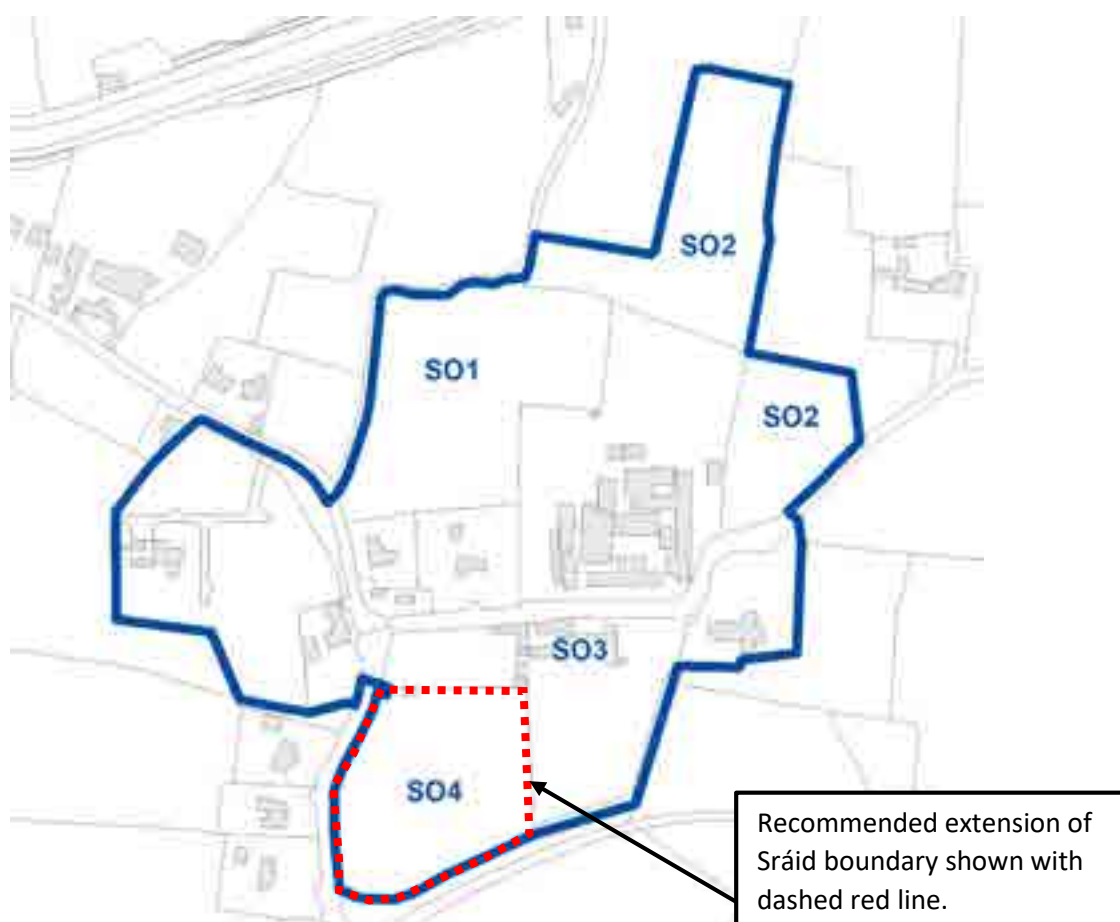 SO2
SO1
SO2
SO3
SO4
Recommended extension of
Sráid boundary shown with
dashed red line.